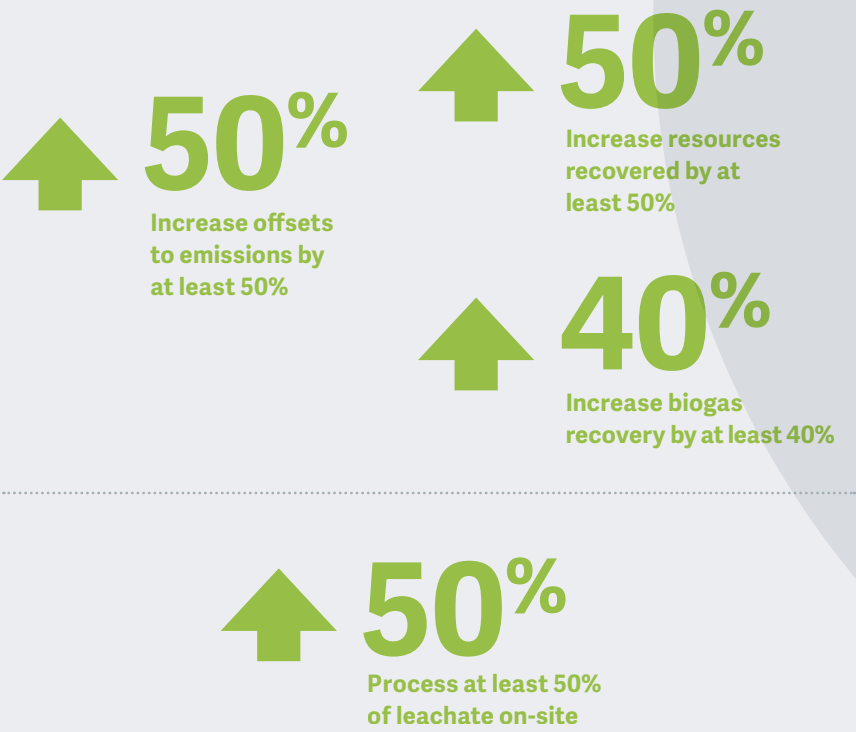 50%
Increase offsets
to emissions by
at least 50%
50%
Increase resources
recovered by at
least 50%
40%
Increase biogas
recovery by at least 40%
50%
Process at least 50%
of leachate on-site